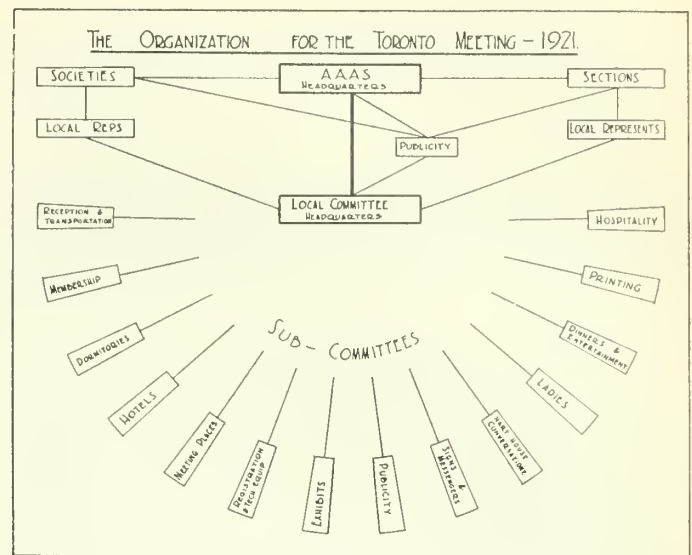 THE ORGANIZATION FOR THE TORONTO MEETING – 1921.
SOCIETIES
A.A.A.S.
HEADQUARTERS
SECTIONS
LOCAL REPS
PUBLICITY
LOCAL REPRESENTS
LOCAL COMMITTEE
HEADQUARTERS
RECEPTION &
TRANSPORTATION
HOSPITALITY
MEMBERSHIP
PRINTING
DORMITORIES
SUB – COMMITTEES
DINNERS &
ENTERTAINMENT
HOTELS
LADIES
MEETING PLACES
REGISTRATION
& TECH EQUIP
EXHIBITS
PUBLICITY
SIGNS &
MESSENGERS
HART HOUSE
CONVERSATIONE